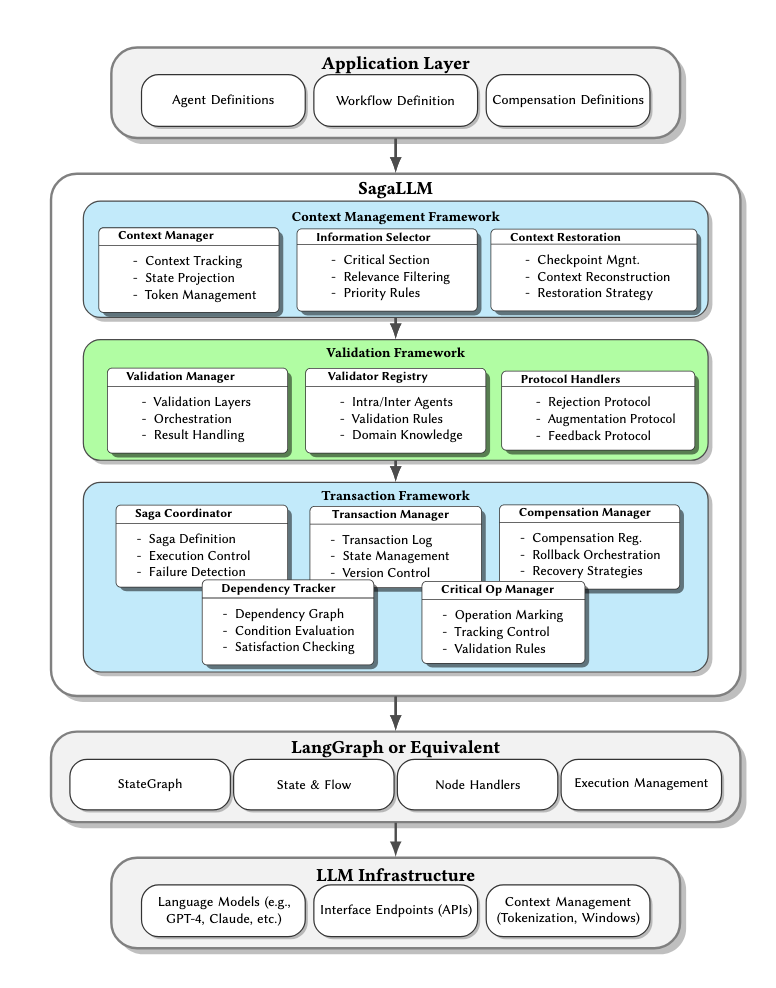 Application Layer
Agent Definitions
Workflow Definition
Compensation Definitions
SagaLLM
Context Management Framework
Context Manager
- Context Tracking
- State Projection
- Token Management
Information Selector
- Critical Section
- Relevance Filtering
- Priority Rules
Context Restoration
- Checkpoint Mgnt.
- Context Reconstruction
- Restoration Strategy
Validation Framework
Validation Manager
- Validation Layers
- Orchestration
- Result Handling
Validator Registry
- Intra/Inter Agents
- Validation Rules
- Domain Knowledge
Protocol Handlers
- Rejection Protocol
- Augmentation Protocol
- Feedback Protocol
Transaction Framework
Saga Coordinator
- Saga Definition
- Execution Control
- Failure Detection
Transaction Manager
- Transaction Log
- State Management
- Version Control
Compensation Manager
- Compensation Reg.
- Rollback Orchestration
- Recovery Strategies
Dependency Tracker
- Dependency Graph
- Condition Evaluation
- Satisfaction Checking
Critical Op Manager
- Operation Marking
- Tracking Control
- Validation Rules
LangGraph or Equivalent
StateGraph
State & Flow
Node Handlers
Execution Management
LLM Infrastructure
Language Models (e.g.,
GPT-4, Claude, etc.)
Interface Endpoints (APIs)
Context Management
(Tokenization, Windows)